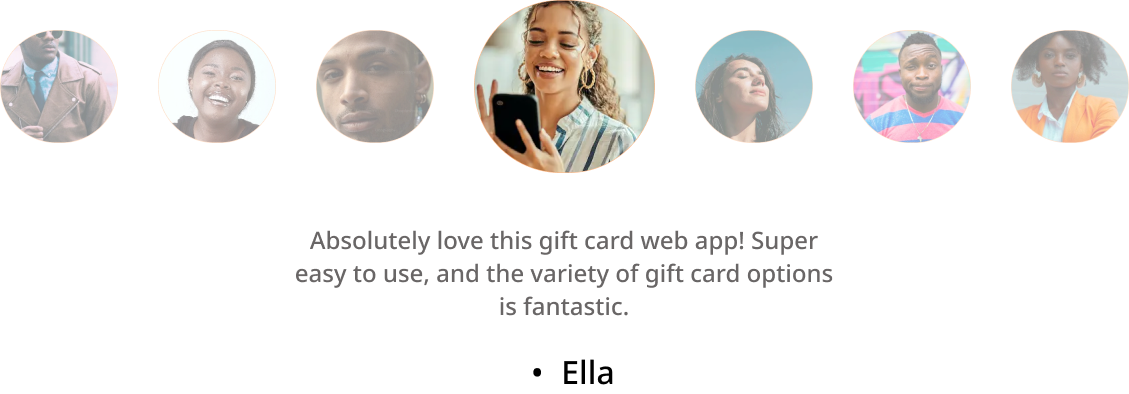 Absolutely love this gift card web app! Super
easy to use, and the variety of gift card options
is fantastic.
• Ella